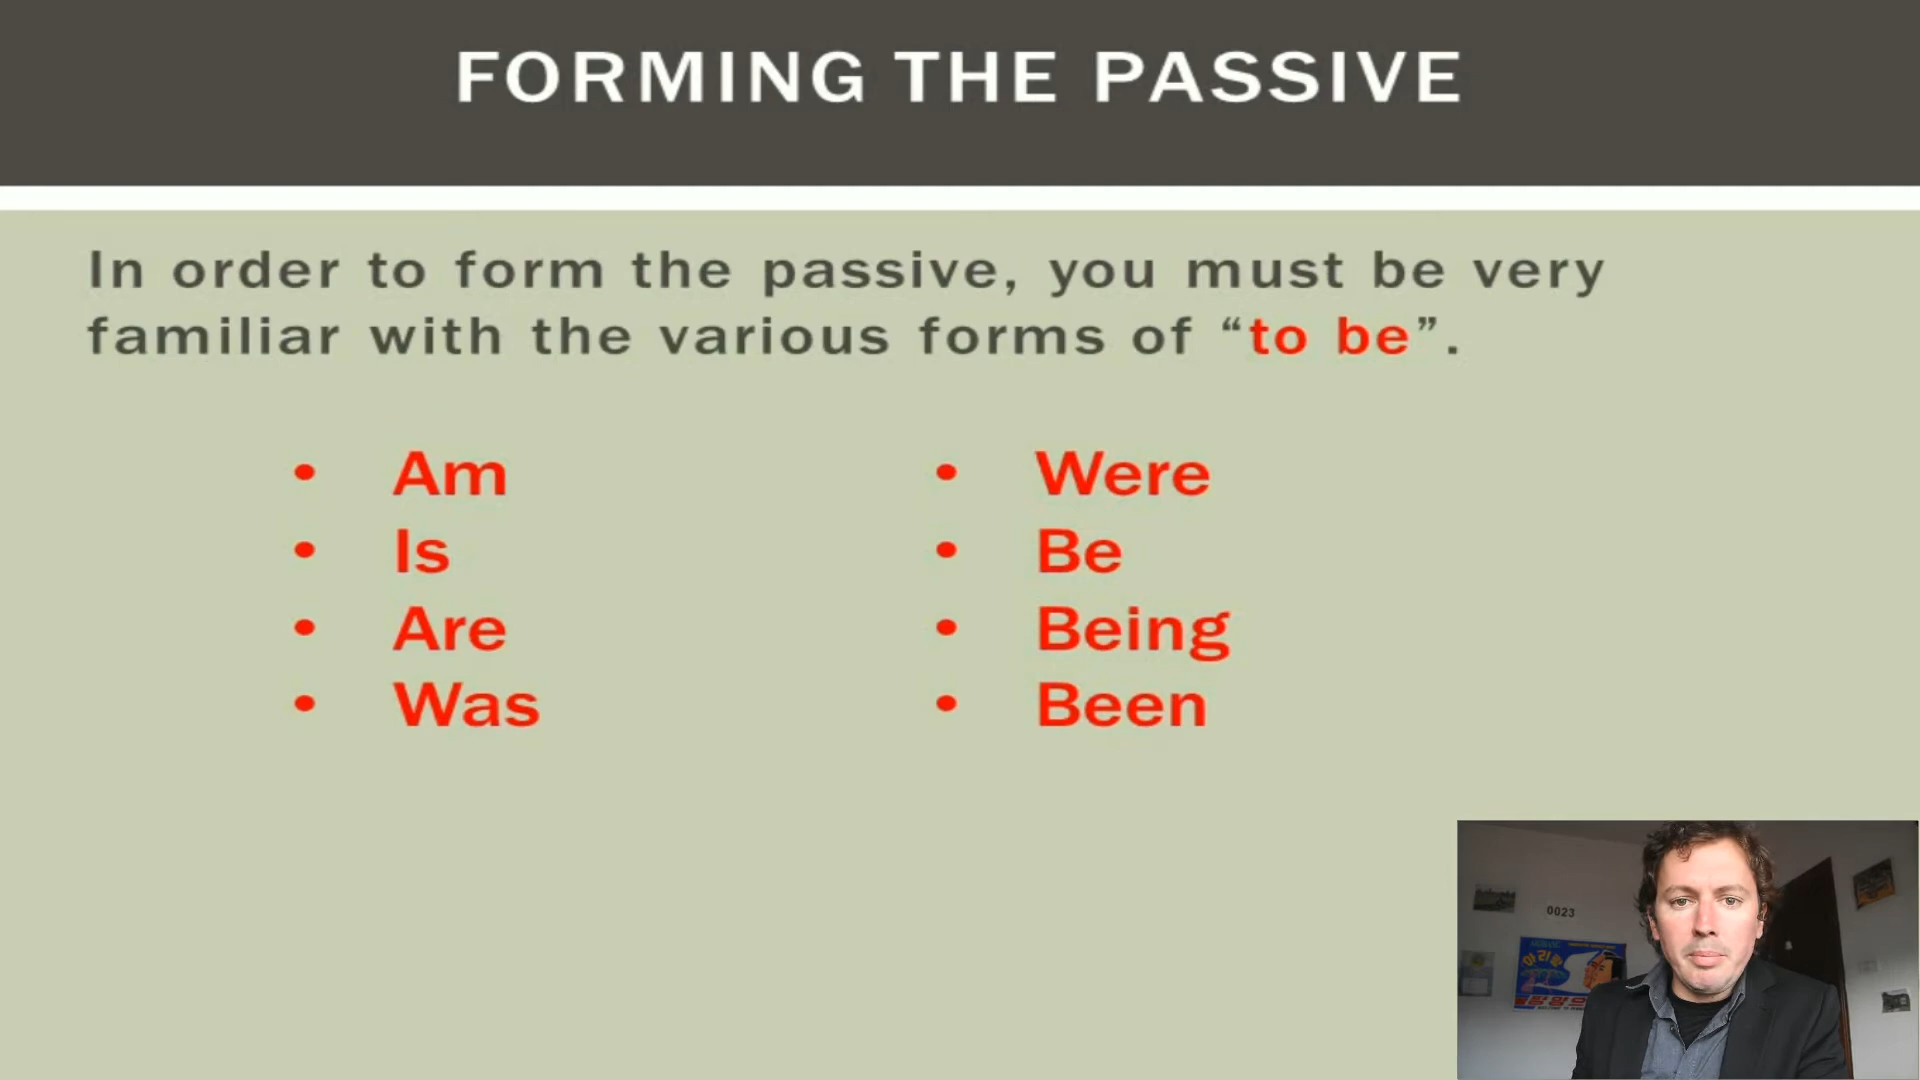 FORMING THE PASSIVE
In order to form the passive, you must be very
familiar with the various forms of “to be”.
• Am
• Is
• Are
• Was
• Were
• Be
• Being
• Been
0023